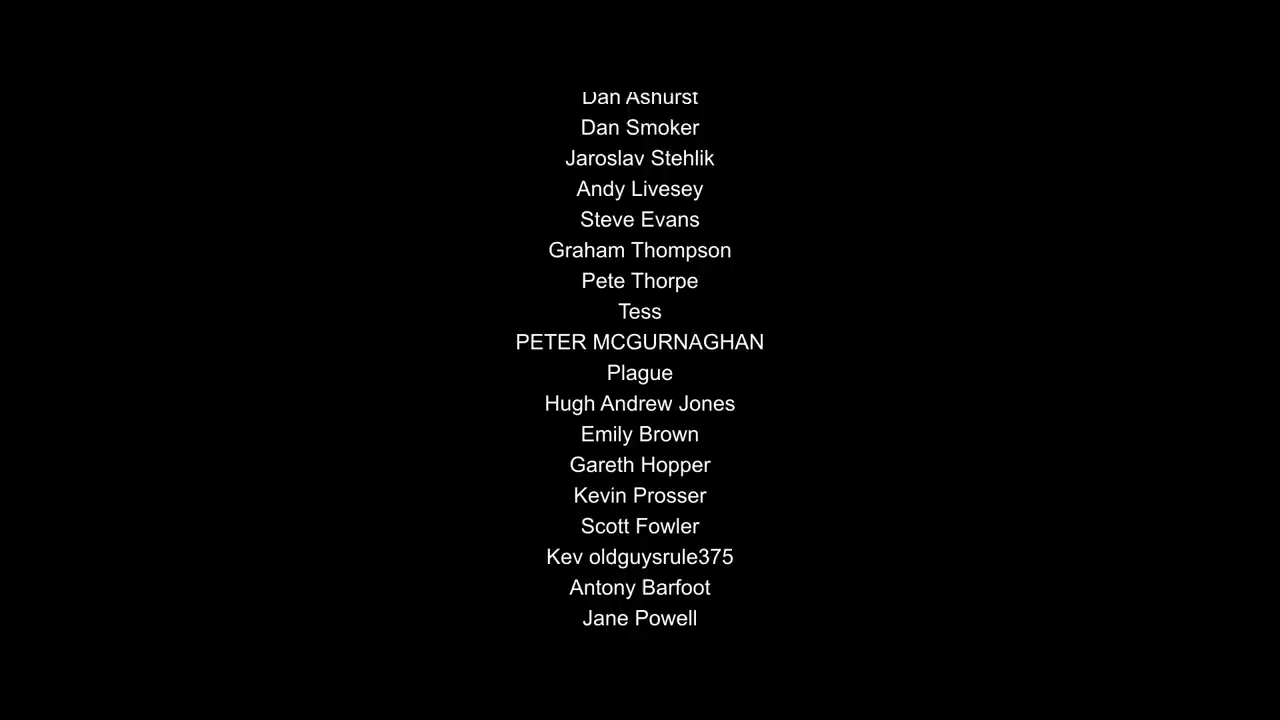 Dan Ashurst
Dan Smoker
Jaroslav Stehlik
Andy Livesey
Steve Evans
Graham Thompson
Pete Thorpe
Tess
PETER MCGURNAGHAN
Plague
Hugh Andrew Jones
Emily Brown
Gareth Hopper
Kevin Prosser
Scott Fowler
Kev oldguysrule375
Antony Barfoot
Jane Powell